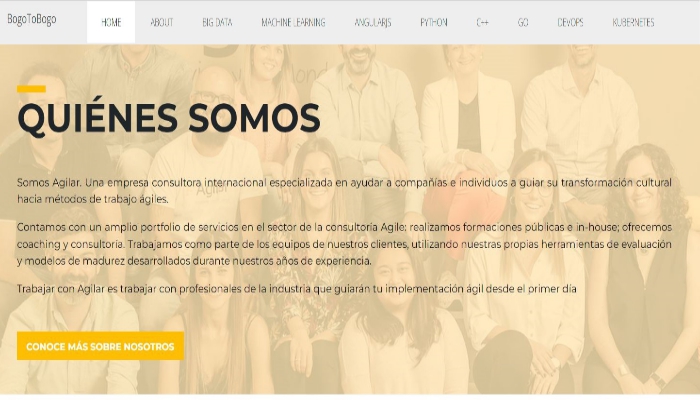 BogoToBogo HOME ABOUT BIG DATA MACHINE LEARNING ANGULARJS PYTHON C++ GO DEVOPS KUBERNETES
QUIÉNES SOMOS
Somos Agilar. Una empresa consultora internacional especializada en ayudar a compañías e individuos a guiar su transformación cultural
hacia métodos de trabajo ágiles.
Contamos con un amplio portfolio de servicios en el sector de la consultoría Agile: realizamos formaciones públicas e in-house; ofrecemos
coaching y consultoría. Trabajamos como parte de los equipos de nuestros clientes, utilizando nuestras propias herramientas de evaluación
y modelos de madurez desarrollados durante nuestros años de experiencia.
Trabajar con Agilar es trabajar con profesionales de la industria que guiarán tu implementación ágil desde el primer día
CONOCE MÁS SOBRE NOSOTROS